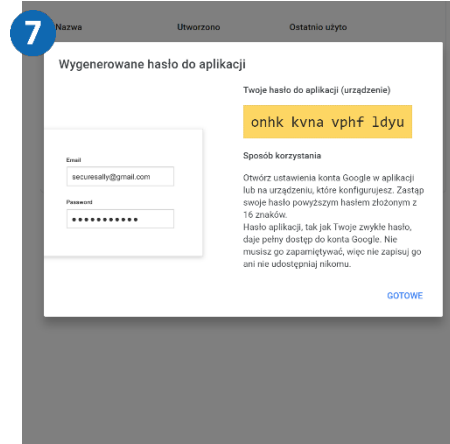 7
Nazwa Utworzono Ostatnio użyto
Wygenerowane hasło do aplikacji
Twoje hasło do aplikacji (urządzenie)
onhk kvna vphf ldyu
Email
securesally@gmail.com
Password
●●●●●●●●●●●
Sposób korzystania
Otwórz ustawienia konta Google w aplikacji
lub na urządzeniu, które konfigurujesz. Zastąp
swoje hasło powyższym hasłem złożonym z
16 znaków.
Hasło aplikacji, tak jak Twoje zwykłe hasło,
daje pełny dostęp do konta Google. Nie
musisz go zapamiętywać, więc nie zapisuj go
ani nie udostępniaj nikomu.
GOTOWE